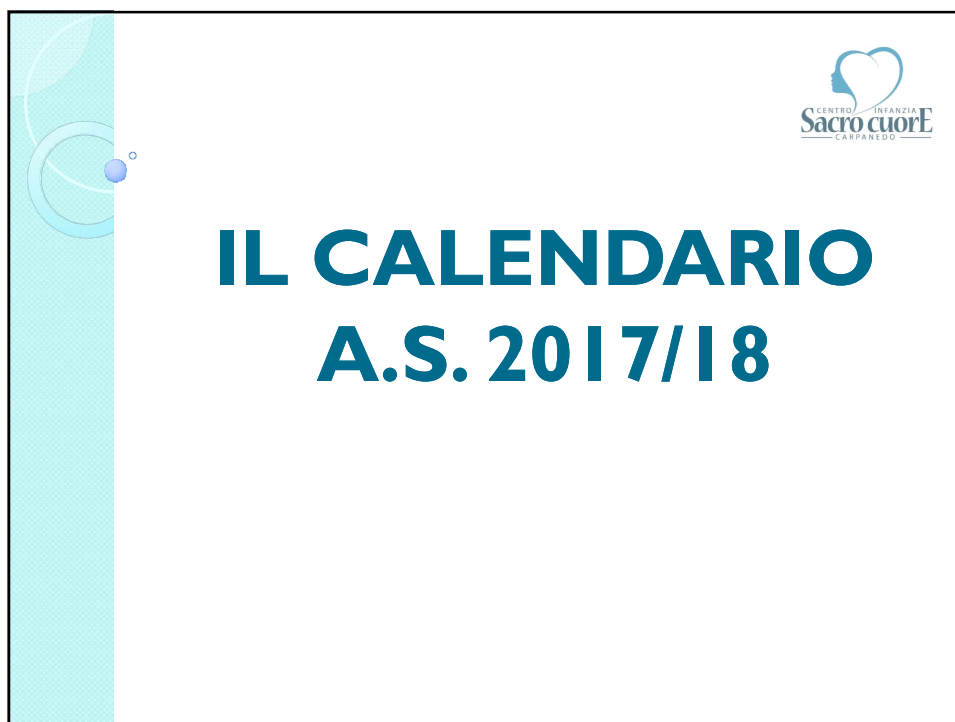 CENTRO INFANZIA
Sacro cuorE
CARPANEDO
IL CALENDARIO
A.S. 2017/18